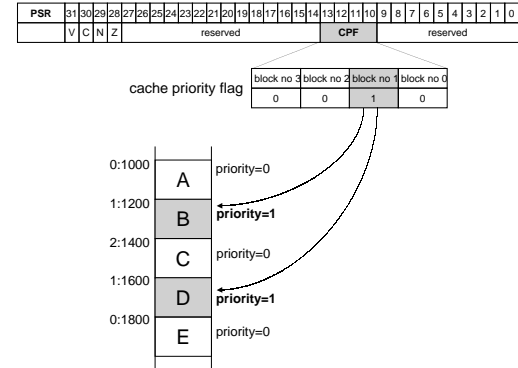 PSR 31 30 29 28 27 26 25 24 23 22 21 20 19 18 17 16 15 14 13 12 11 10 9 8 7 6 5 4 3 2 1 0
V C N Z reserved CPF reserved
block no 3 block no 2 block no 1 block no 0
cache priority flag
0 0 1 0
0:1000
A priority=0
1:1200
B priority=1
2:1400
C priority=0
1:1600
D priority=1
0:1800
E priority=0